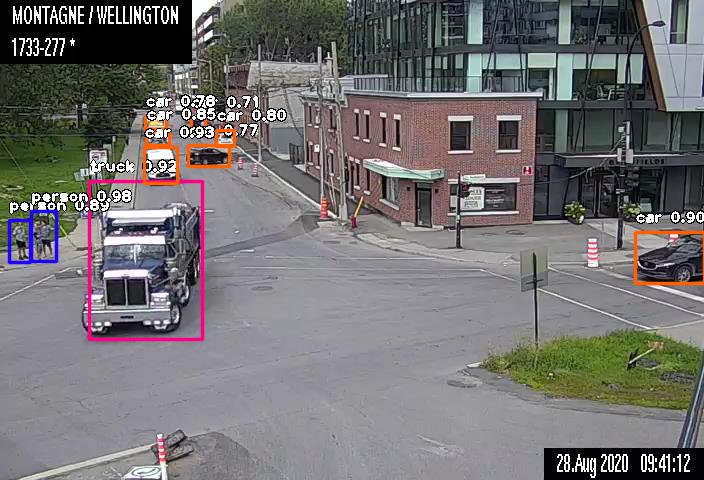 MONTAGNE / WELLINGTON
1733-277 *
car 0.78
0.71
car 0.85
car 0.80
car 0.93
0.77
truck 0.92
person 0.98
person 0.89
car 0.90
28.Aug 2020 09:41:12